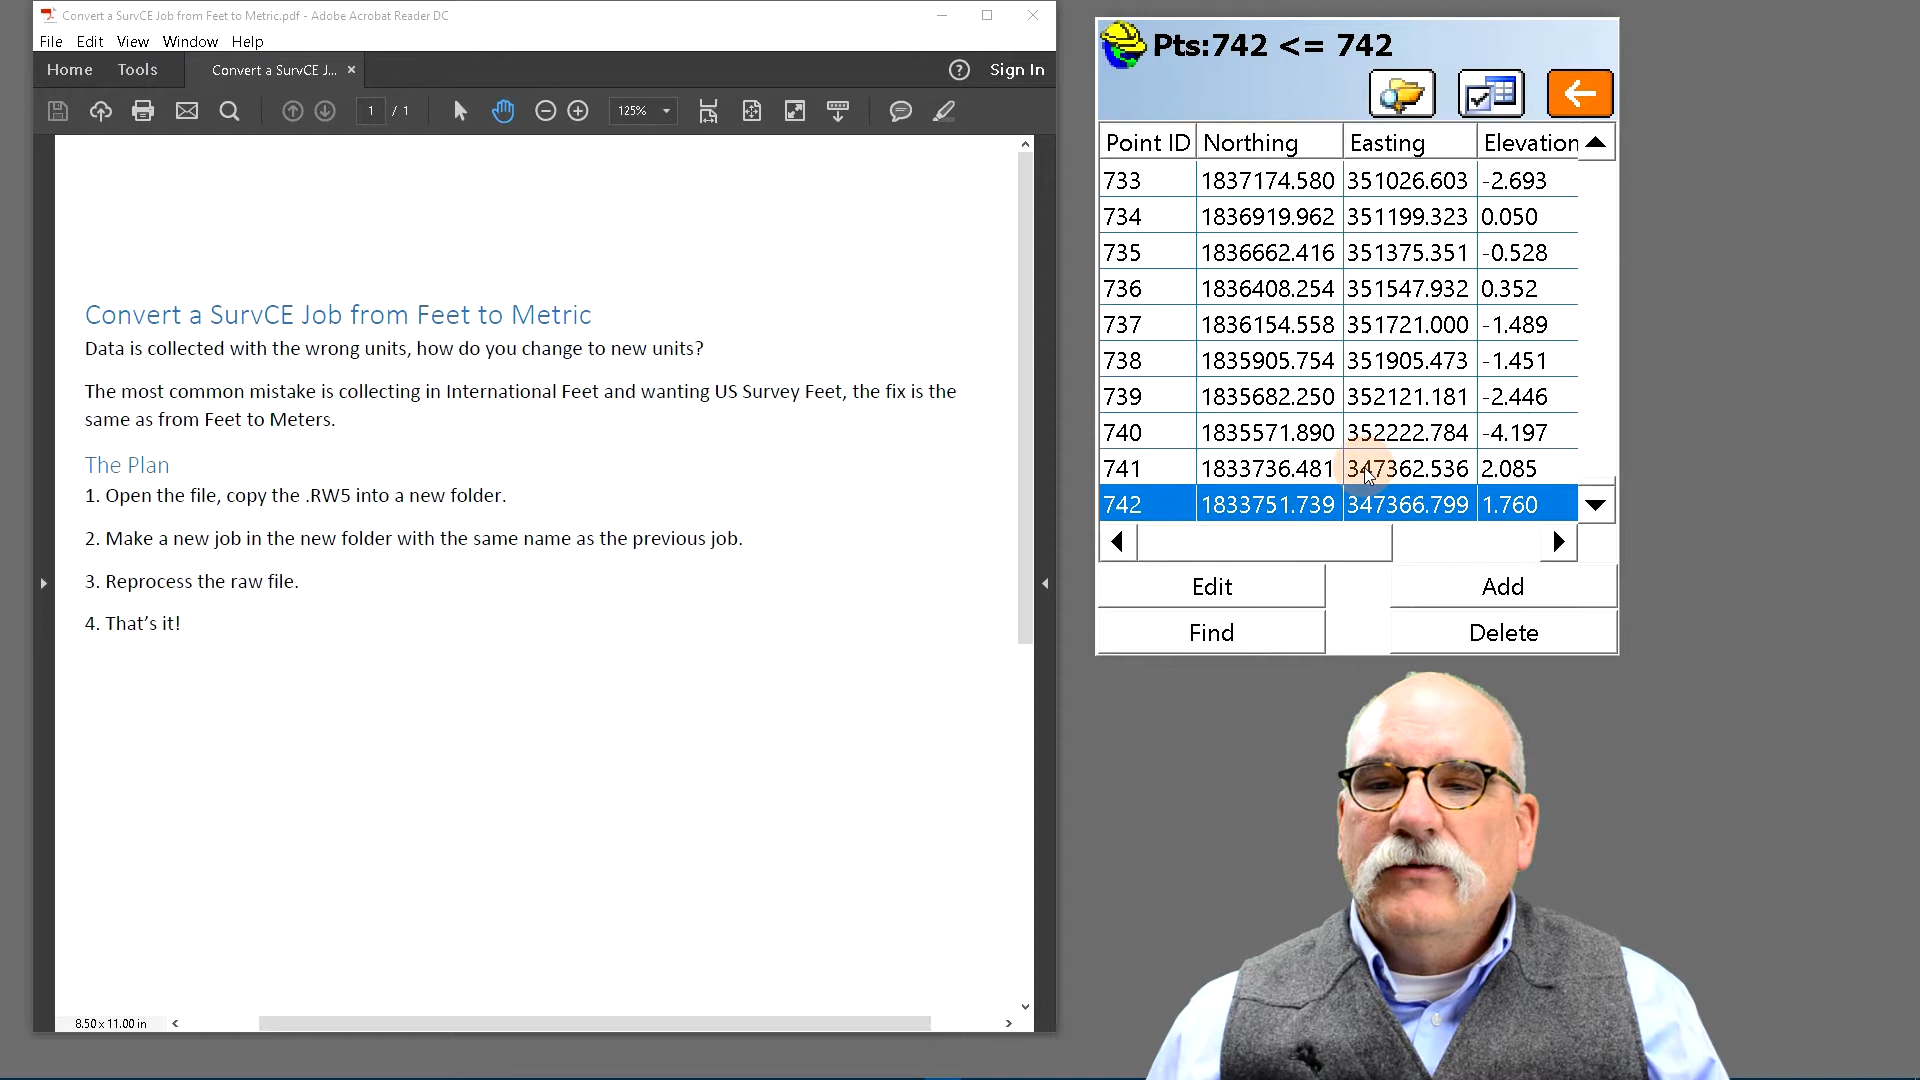 Convert a SurvCE Job from Feet to Metric.pdf - Adobe Acrobat Reader DC
File Edit View Window Help
Home Tools Convert a SurvCE J... × Sign In
1 / 1 125%
Convert a SurvCE Job from Feet to Metric
Data is collected with the wrong units, how do you change to new units?
The most common mistake is collecting in International Feet and wanting US Survey Feet, the fix is the
same as from Feet to Meters.
The Plan
1. Open the file, copy the .RW5 into a new folder.
2. Make a new job in the new folder with the same name as the previous job.
3. Reprocess the raw file.
4. That’s it!
8.50 x 11.00 in
Pts:742 <= 742
Point ID Northing Easting Elevation
733 1837174.580 351026.603 -2.693
734 1836919.962 351199.323 0.050
735 1836662.416 351375.351 -0.528
736 1836408.254 351547.932 0.352
737 1836154.558 351721.000 -1.489
738 1835905.754 351905.473 -1.451
739 1835682.250 352121.181 -2.446
740 1835571.890 352222.784 -4.197
741 1833736.481 347362.536 2.085
742 1833751.739 347366.799 1.760
Edit Add
Find Delete